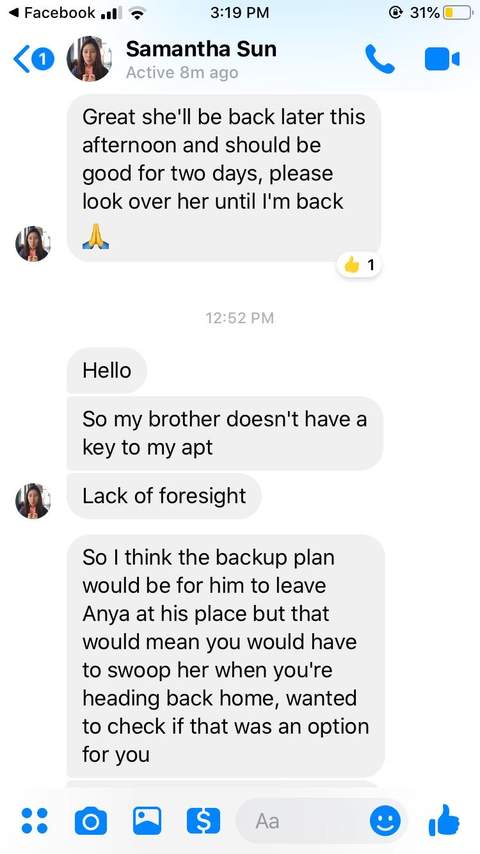 Facebook
3:19 PM
31%
1
Samantha Sun
Active 8m ago
Great she'll be back later this
afternoon and should be
good for two days, please
look over her until I'm back
1
12:52 PM
Hello
So my brother doesn't have a
key to my apt
Lack of foresight
So I think the backup plan
would be for him to leave
Anya at his place but that
would mean you would have
to swoop her when you're
heading back home, wanted
to check if that was an option
for you
Aa